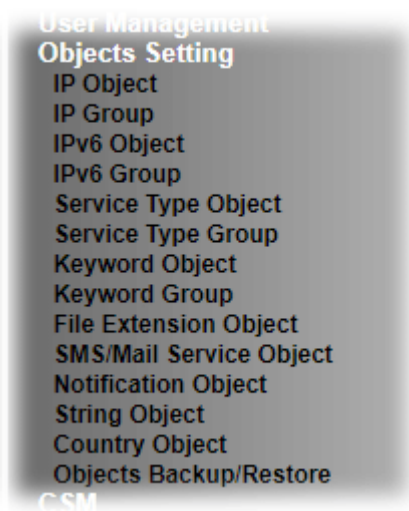 User Management
Objects Setting
IP Object
IP Group
IPv6 Object
IPv6 Group
Service Type Object
Service Type Group
Keyword Object
Keyword Group
File Extension Object
SMS/Mail Service Object
Notification Object
String Object
Country Object
Objects Backup/Restore
CSM